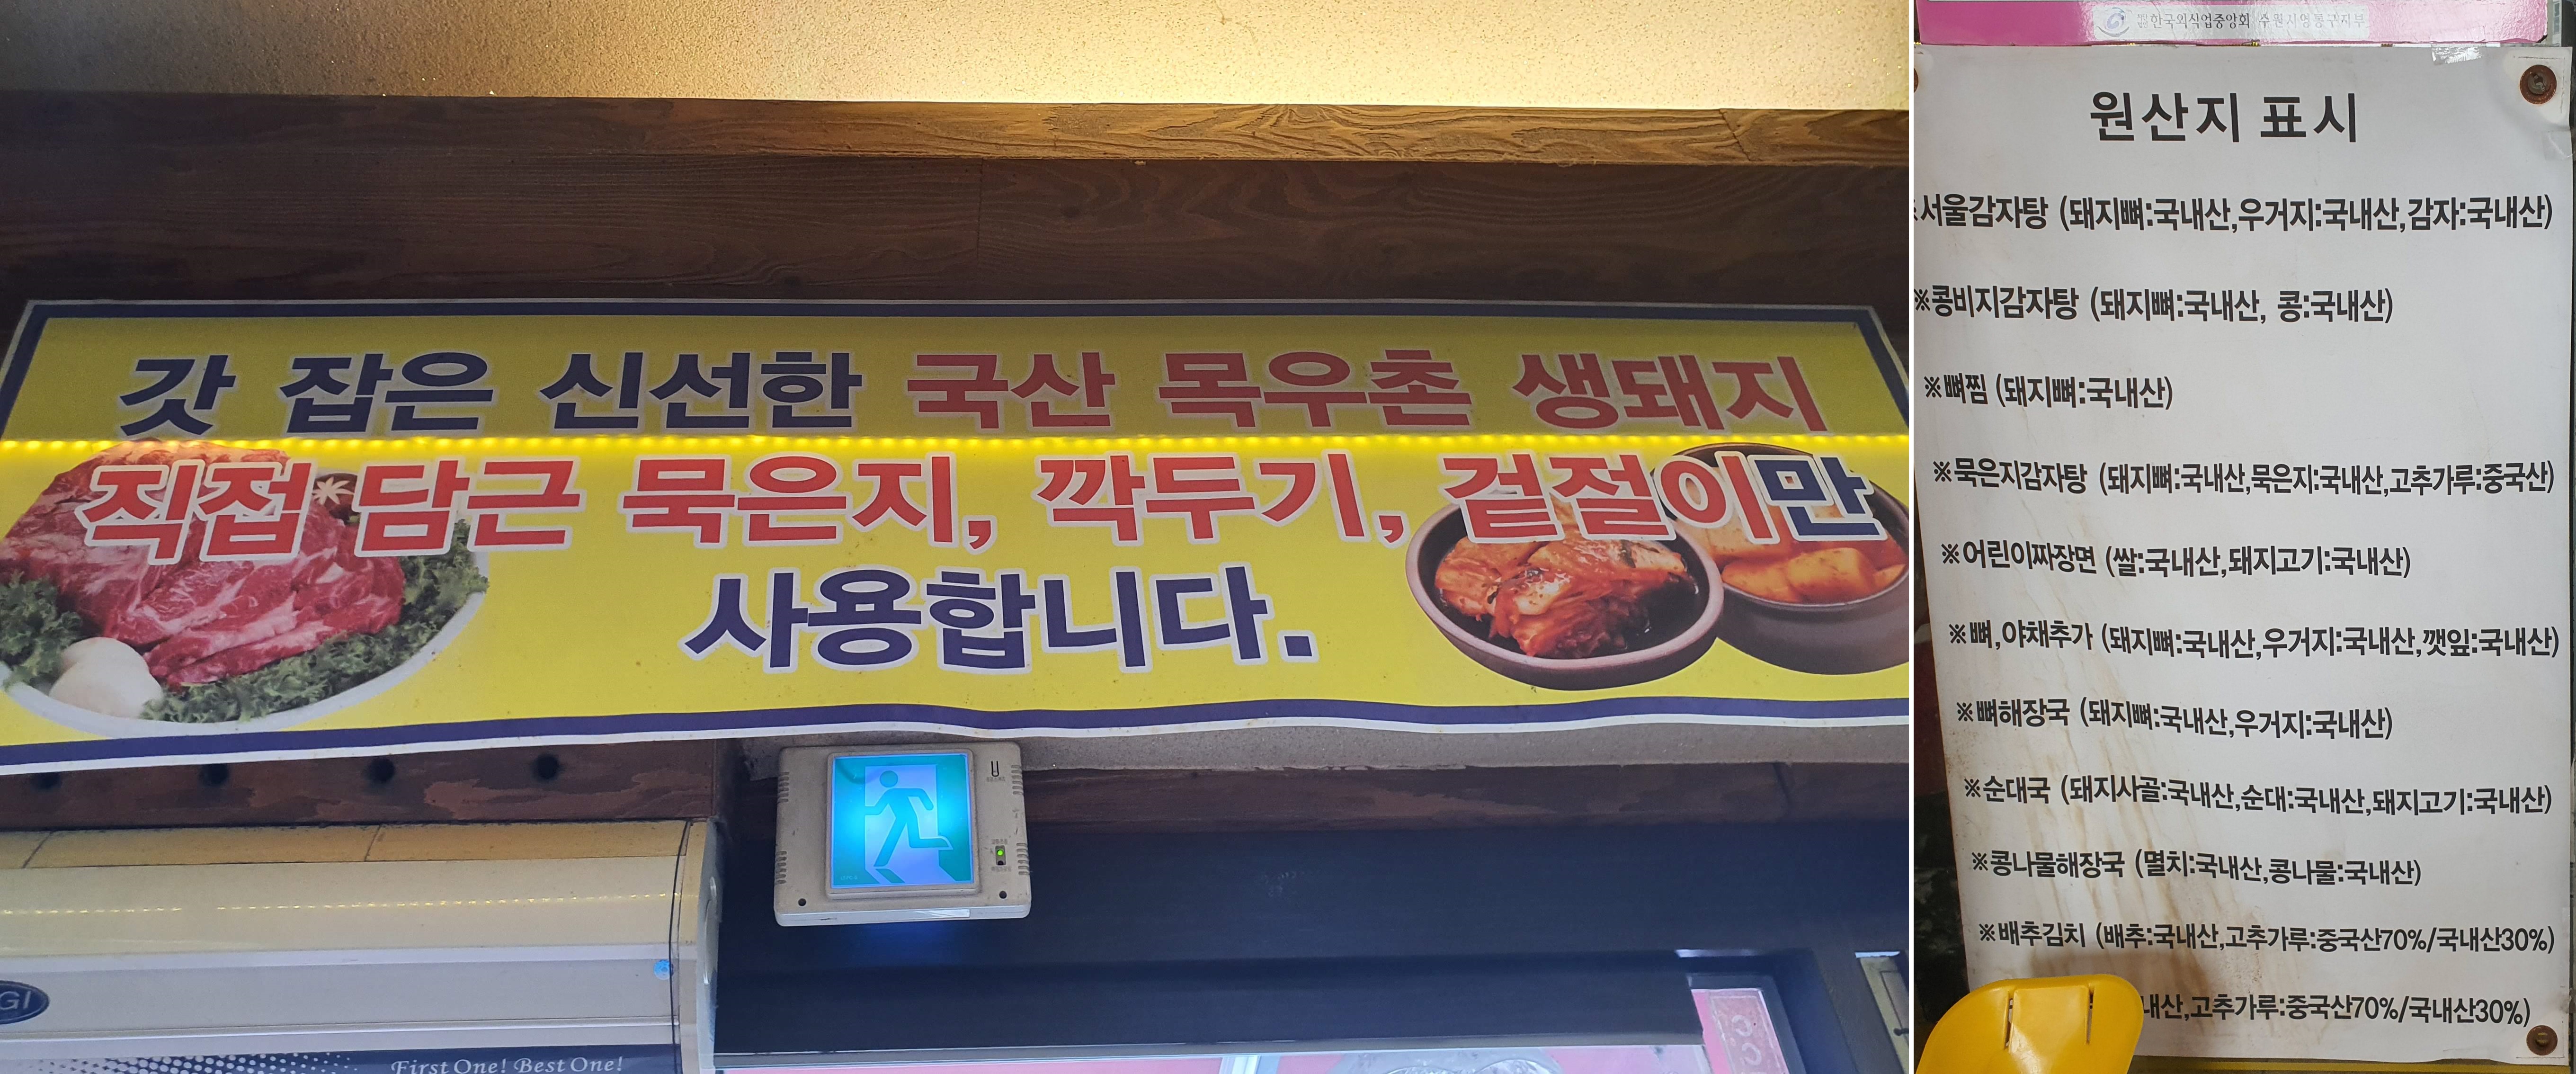 갓 잡은 신선한 국산 목우촌 생돼지
직접 담근 묵은지, 깍두기, 겉절이만
사용합니다.
GI
First One! Best One!
한국외식업중앙회 수원시영통구지부
원산지 표시
※서울감자탕 (돼지뼈:국내산,우거지:국내산,감자:국내산)
※콩비지감자탕 (돼지뼈:국내산, 콩:국내산)
※뼈찜 (돼지뼈:국내산)
※묵은지감자탕 (돼지뼈:국내산,묵은지:국내산,고추가루:중국산)
※어린이짜장면 (쌀:국내산,돼지고기:국내산)
※뼈,야채추가 (돼지뼈:국내산,우거지:국내산,깻잎:국내산)
※뼈해장국 (돼지뼈:국내산,우거지:국내산)
※순대국 (돼지사골:국내산,순대:국내산,돼지고기:국내산)
※콩나물해장국 (멸치:국내산,콩나물:국내산)
※배추김치 (배추:국내산,고추가루:중국산70%/국내산30%)
내산,고추가루:중국산70%/국내산30%)